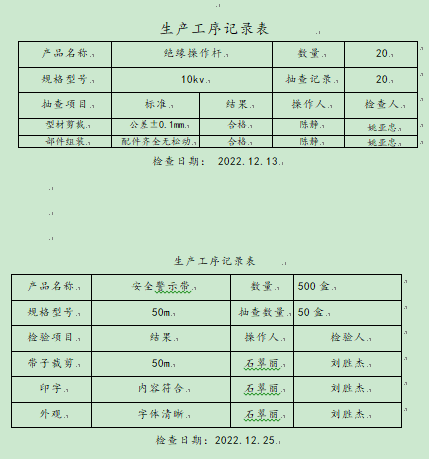 生产工序记录表
产品名称 绝缘操作杆 数量 20
规格型号 10kv 抽查记录 20
抽查项目 标准 结果 操作人 检查人
型材剪裁 公差±0.1mm 合格 陈静 姚亚忠
部件组装 配件齐全无松动 合格 陈静 姚亚忠
检查日期: 2022.12.13
生产工序记录表
产品名称 安全警示带 数量 500 盒
规格型号 50m 抽查数量 50 盒
检验项目 结果 操作人 检验人
带子裁剪 50m 石翠丽 刘胜杰
印字 内容符合 石翠丽 刘胜杰
外观 字体清晰 石翠丽 刘胜杰
检查日期：2022.12.25